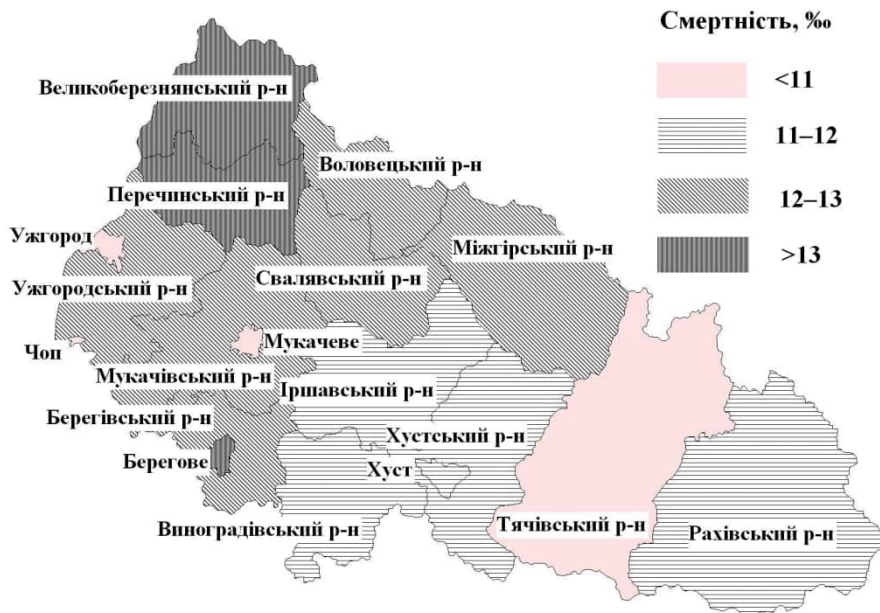 Смертність, ‰
<11
11–12
12–13
>13
Великоберезнянський р-н
Воловецький р-н
Перечинський р-н
Ужгород
Міжгірський р-н
Свалявський р-н
Ужгородський р-н
Чоп
Мукачеве
Мукачівський р-н
Іршавський р-н
Берегівський р-н
Хустський р-н
Берегове
Хуст
Виноградівський р-н
Тячівський р-н
Рахівський р-н